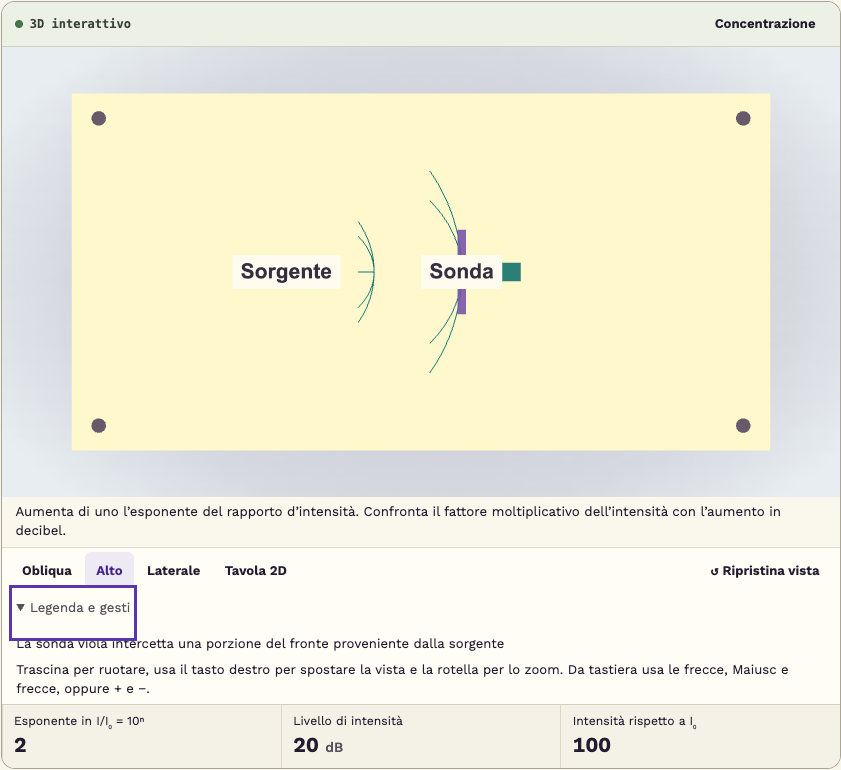 3D interattivo
Concentrazione
Sorgente
Sonda
Aumenta di uno l’esponente del rapporto d’intensità. Confronta il fattore moltiplicativo dell’intensità con l’aumento in
decibel.
Obliqua Alto Laterale Tavola 2D
↺ Ripristina vista
▼ Legenda e gesti
La sonda viola intercetta una porzione del fronte proveniente dalla sorgente
Trascina per ruotare, usa il tasto destro per spostare la vista e la rotella per lo zoom. Da tastiera usa le frecce, Maiusc e
frecce, oppure + e −.
Esponente in I/I₀ = 10ⁿ
2
Livello di intensità
20 dB
Intensità rispetto a I₀
100